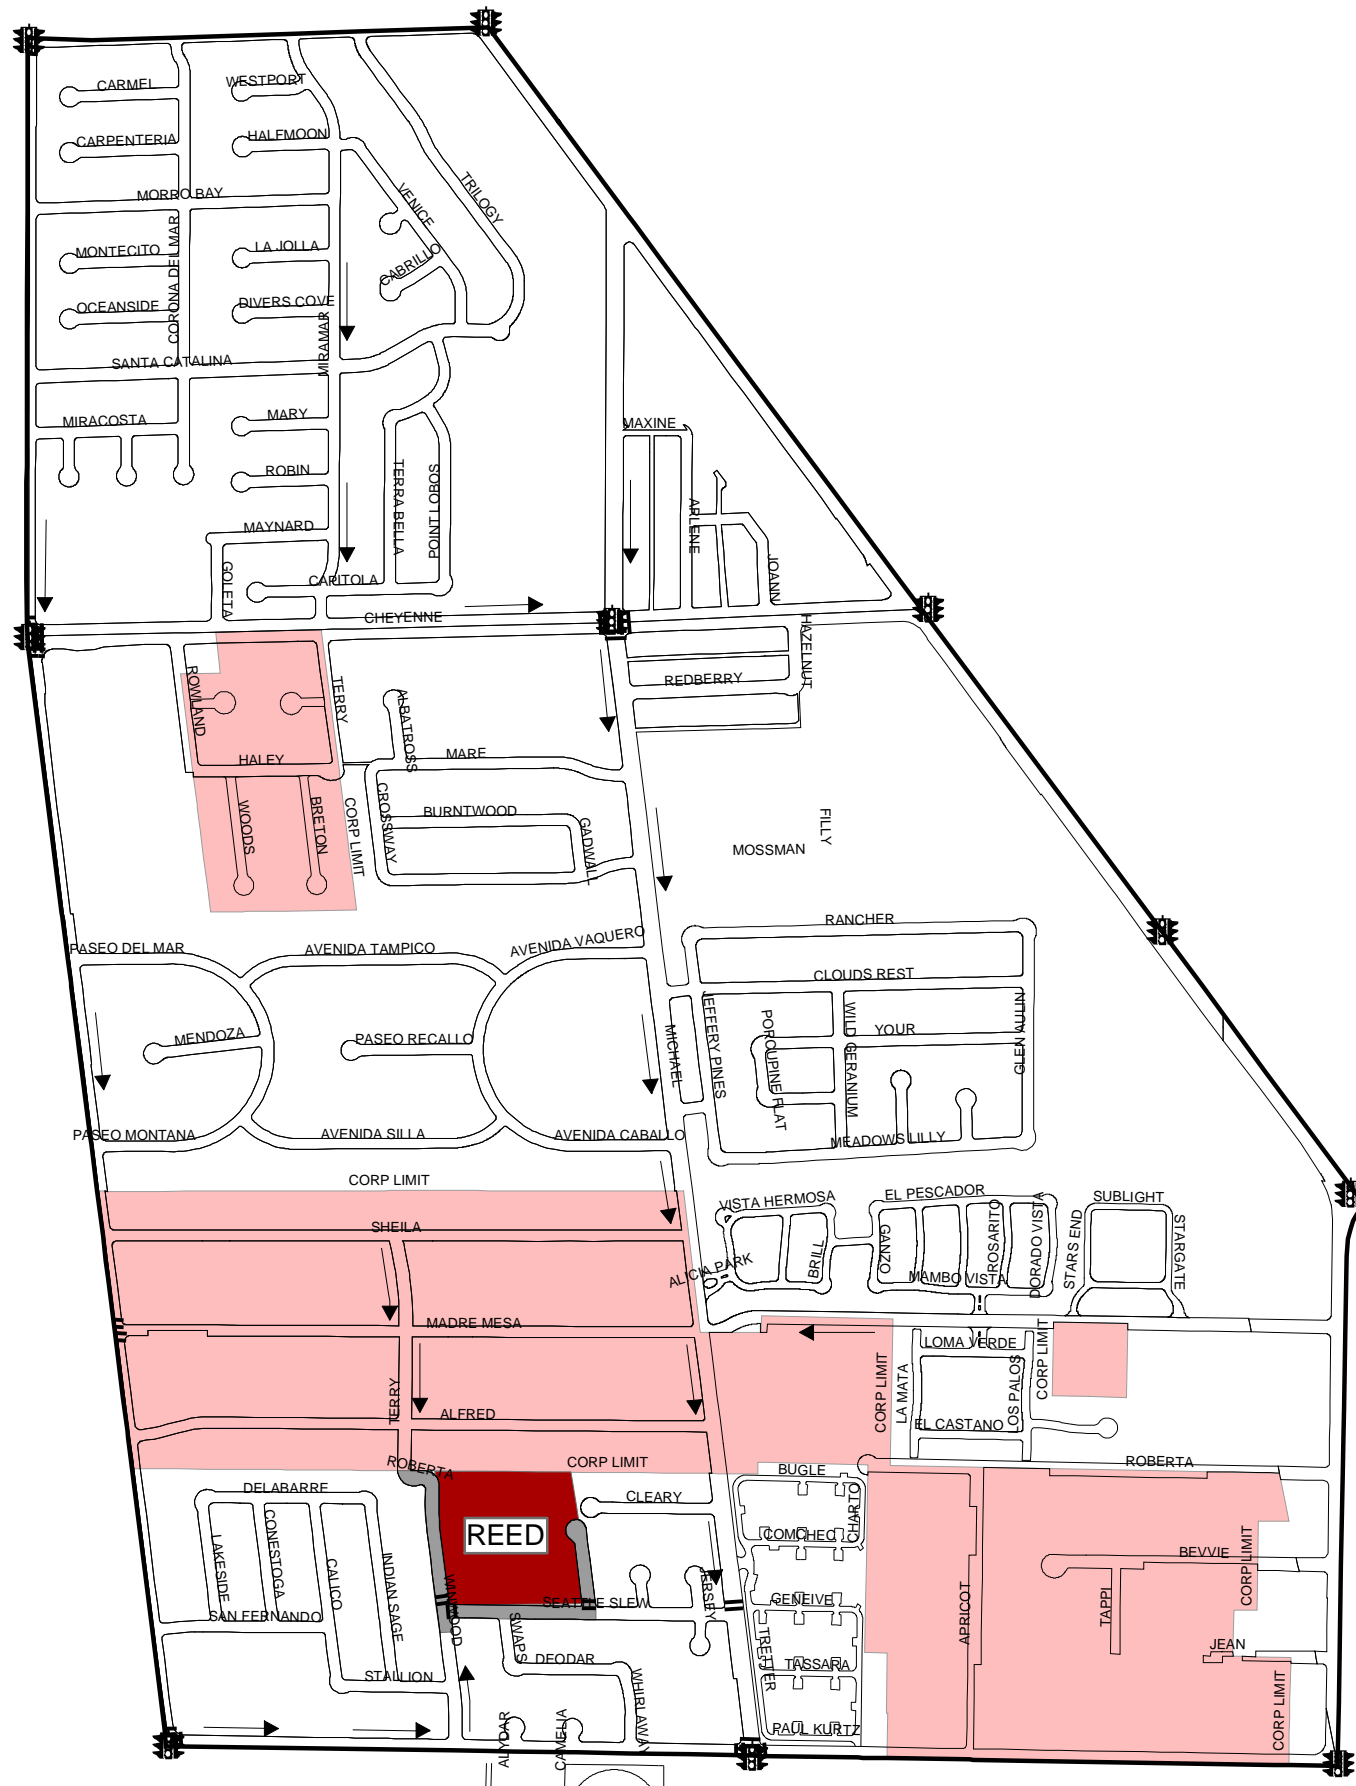 CARMEL
WESTPORT
CARPENTERIA
HALFMOON
MORRO BAY
VENICE
TRILOGY
MONTECITO
CORONA DEL MAR
LA JOLLA
CABRILLO
OCEANSIDE
DIVERS COVE
MIRAMAR
SANTA CATALINA
MIRACOSTA
MARY
MAXINE
ROBIN
TERRA BELLA
POINT LOBOS
ARLENE
MAYNARD
GOLETA
CAPITOLA
JOANN
CHEYENNE
HAZELNUT
ROWLAND
TERRY
ALBATROSS
REDBERRY
HALEY
MARE
WOODS
BRETON
CORP LIMIT
CROSSWAY
BURNTWOOD
GADWALL
FILLY
MOSSMAN
RANCHER
PASEO DEL MAR
AVENIDA TAMPICO
AVENIDA VAQUERO
CLOUDS REST
MENDOZA
PASEO RECALLO
MICHAEL
JEFFERY PINES
PORCUPINE FLAT
WILD GERANIUM
YOUR
GLEN AULIN
PASEO MONTANA
AVENIDA SILLA
AVENIDA CABALLO
MEADOWS LILLY
CORP LIMIT
VISTA HERMOSA
EL PESCADOR
SUBLIGHT
SHEILA
BRILL
GANZO
ROSARITO
DORADO VISTA
STARS END
STARGATE
ALICIA PARK
MAMBO VISTA
MADRE MESA
LOMA VERDE
CORP LIMIT
CORP LIMIT
LA MATA
LOS PALOS
TERRY
ALFRED
EL CASTANO
ROBERTA
CORP LIMIT
BUGLE
ROBERTA
DELABARRE
CLEARY
CHARTO
LAKESIDE
CONESTOGA
CALICO
INDIAN SAGE
REED
COMCHEC
BEVVIE
CORP LIMIT
WINWOOD
SEATTLE SLEW
JERSEY
GENEIVE
APRICOT
TAPPI
SAN FERNANDO
SWAPS
DEODAR
TRETTER
JEAN
STALLION
WHIRLAWAY
TASSARA
CORP LIMIT
ALYDAR
CAMELIA
PAUL KURTZ